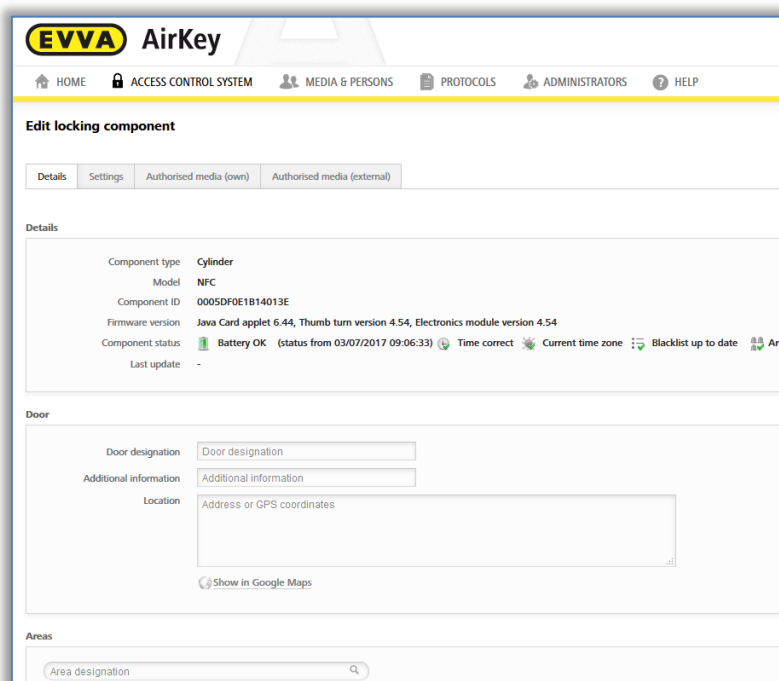 EVVA AirKey
HOME ACCESS CONTROL SYSTEM MEDIA & PERSONS PROTOCOLS ADMINISTRATORS HELP
Edit locking component
Details Settings Authorised media (own) Authorised media (external)
Details
Component type Cylinder
Model NFC
Component ID 0005DF0E1B14013E
Firmware version Java Card applet 6.44, Thumb turn version 4.54, Electronics module version 4.54
Component status Battery OK (status from 03/07/2017 09:06:33) Time correct Current time zone Blacklist up to date
Last update -
Door
Door designation Door designation
Additional information Additional information
Location Address or GPS coordinates
Show in Google Maps
Areas
Area designation